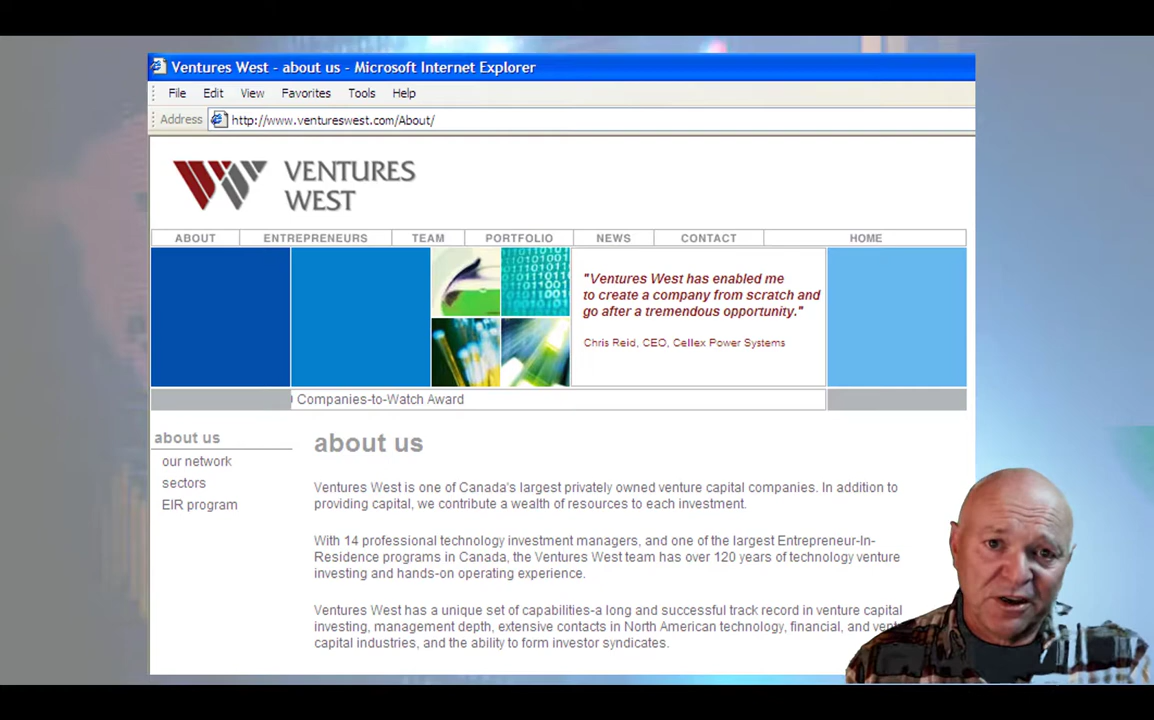 Ventures West - about us - Microsoft Internet Explorer
File Edit View Favorites Tools Help
Address http://www.ventureswest.com/About/
VENTURES
WEST
ABOUT ENTREPRENEURS TEAM PORTFOLIO NEWS CONTACT HOME
"Ventures West has enabled me
to create a company from scratch and
go after a tremendous opportunity."
Chris Reid, CEO, Cellex Power Systems
Companies-to-Watch Award
about us
our network
sectors
EIR program
about us
Ventures West is one of Canada's largest privately owned venture capital companies. In addition to
providing capital, we contribute a wealth of resources to each investment.
With 14 professional technology investment managers, and one of the largest Entrepreneur-In-
Residence programs in Canada, the Ventures West team has over 120 years of technology venture
investing and hands-on operating experience.
Ventures West has a unique set of capabilities-a long and successful track record in venture capital
investing, management depth, extensive contacts in North American technology, financial, and
capital industries, and the ability to form investor syndicates.